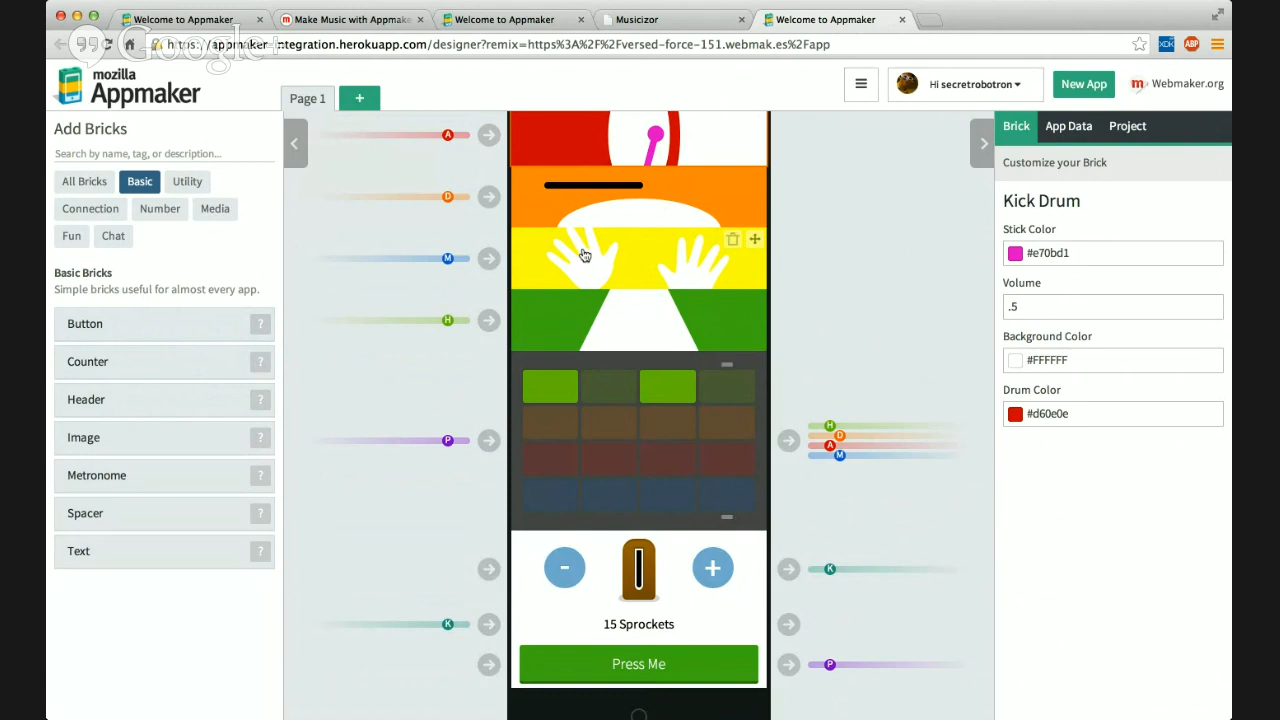 Welcome to Appmaker
Make Music with Appmake
Welcome to Appmaker
Musicizor
Welcome to Appmaker
Google+
https://appmaker-integration.herokuapp.com/designer?remix=https%3A%2F%2Fversed-force-151.webmak.es%2Fapp
XDK
ABP
mozilla
Appmaker
Page 1
+
Hi secretrobotron
New App
m Webmaker.org
Add Bricks
Search by name, tag, or description...
All Bricks
Basic
Utility
Connection
Number
Media
Fun
Chat
Basic Bricks
Simple bricks useful for almost every app.
Button ?
Counter ?
Header ?
Image ?
Metronome ?
Spacer ?
Text ?
A
D
M
H
P
K
- +
15 Sprockets
Press Me
H
D
A
M
K
P
Brick
App Data
Project
Customize your Brick
Kick Drum
Stick Color
#e70bd1
Volume
.5
Background Color
#FFFFFF
Drum Color
#d60e0e